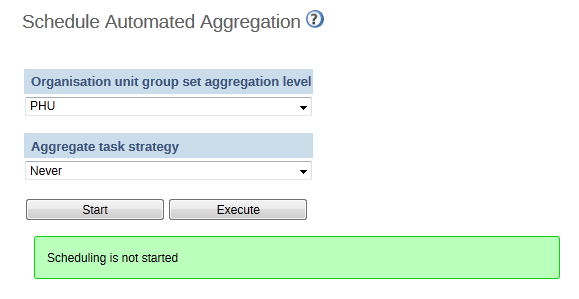 Schedule Automated Aggregation ?
Organisation unit group set aggregation level
PHU
Aggregate task strategy
Never
Start Execute
Scheduling is not started